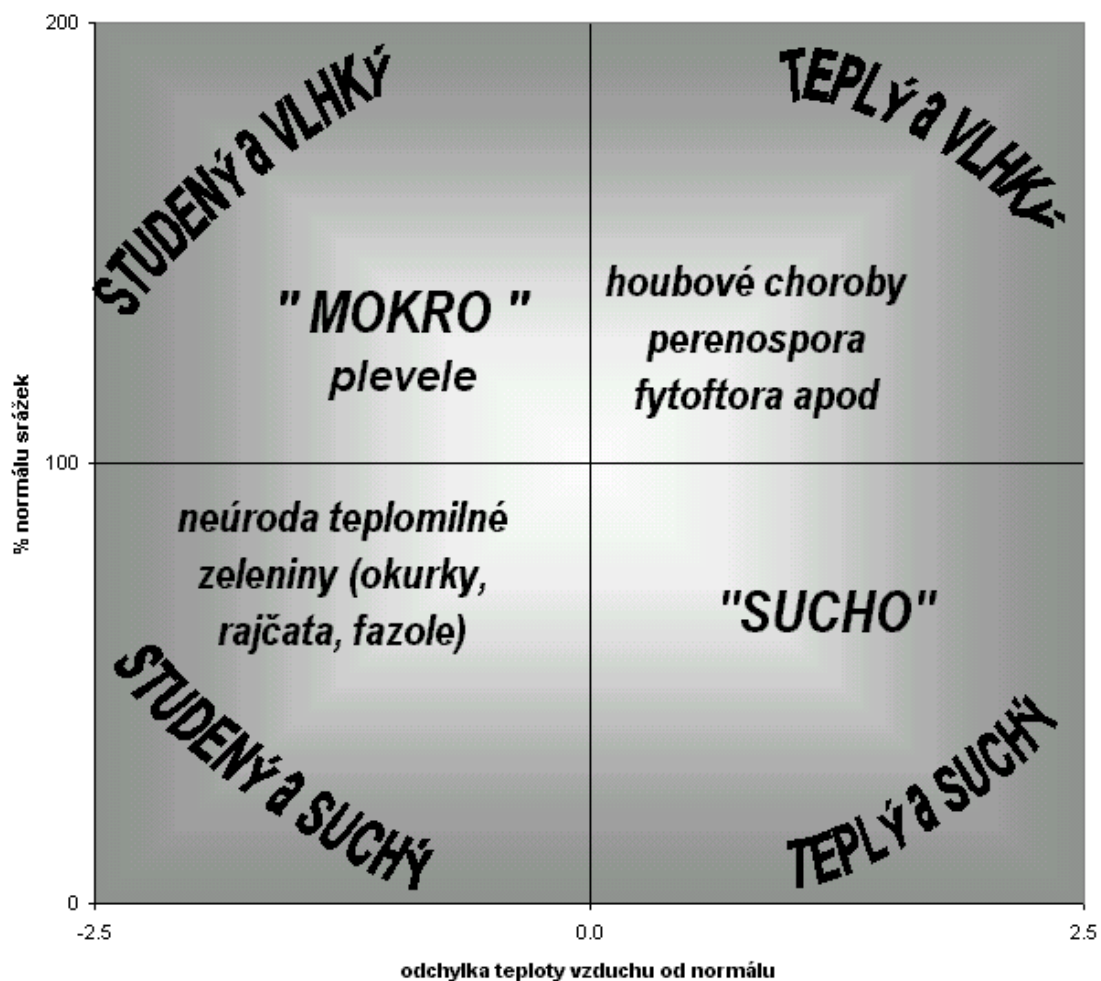 200
STUDENÝ a VLHKÝ
TEPLÝ a VLHKÝ
" MOKRO "
plevele
houbové choroby
perenospora
fytoftora apod
% normálu srážek
100
neúroda teplomilné
zeleniny (okurky,
rajčata, fazole)
"SUCHO"
STUDENÝ a SUCHÝ
TEPLÝ a SUCHÝ
0
-2.5
0.0
2.5
odchylka teploty vzduchu od normálu